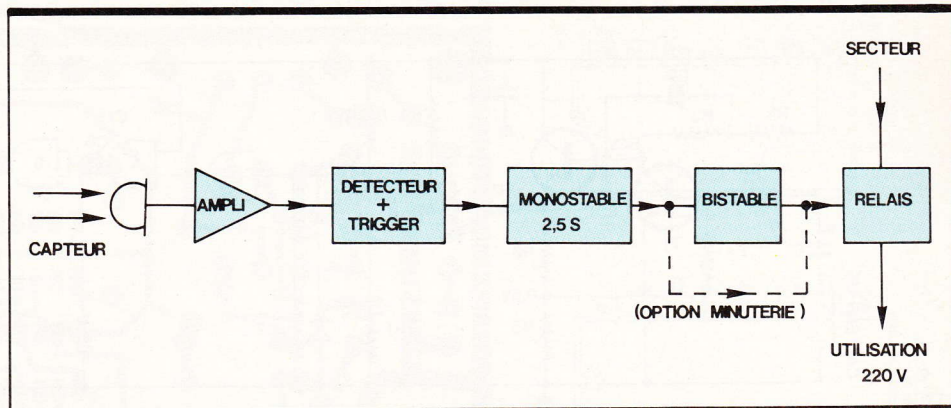 SECTEUR
CAPTEUR
AMPLI
DETECTEUR
+
TRIGGER
MONOSTABLE
2,5 S
BISTABLE
RELAIS
(OPTION MINUTERIE)
UTILISATION
220 V